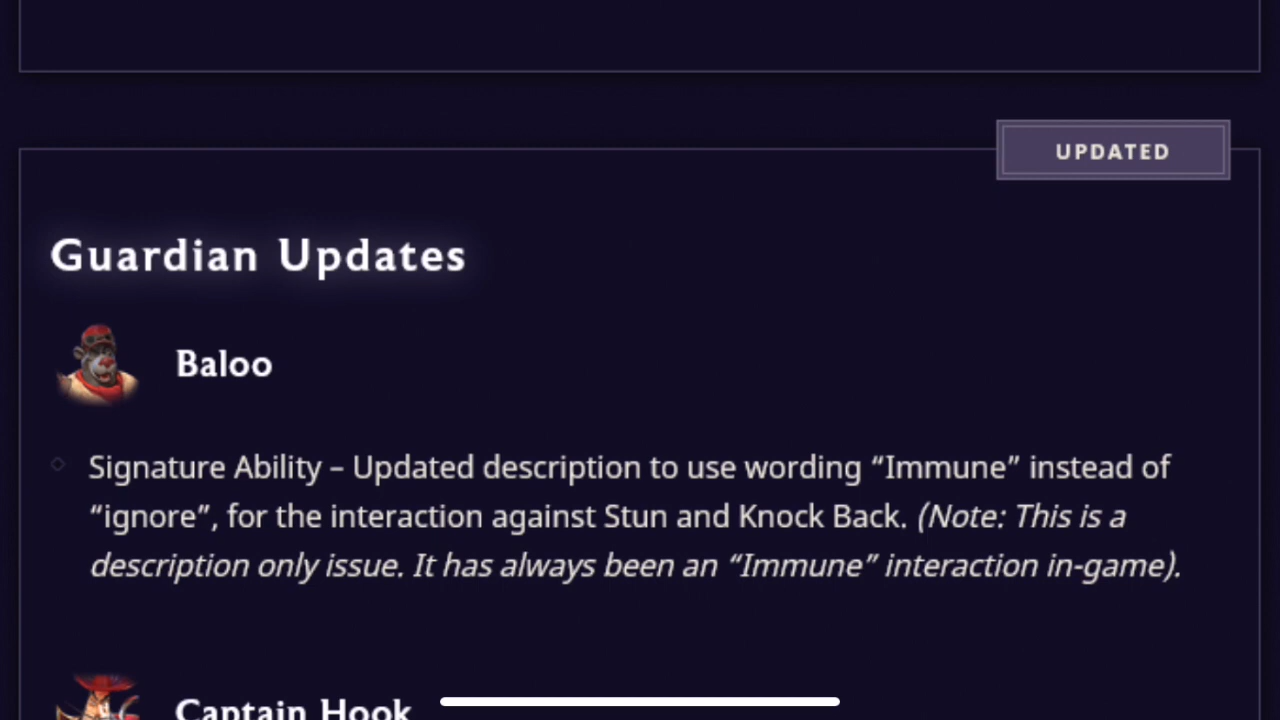 UPDATED
Guardian Updates
Baloo
Signature Ability – Updated description to use wording “Immune” instead of
“ignore”, for the interaction against Stun and Knock Back. (Note: This is a
description only issue. It has always been an “Immune” interaction in-game).
Captain Hook